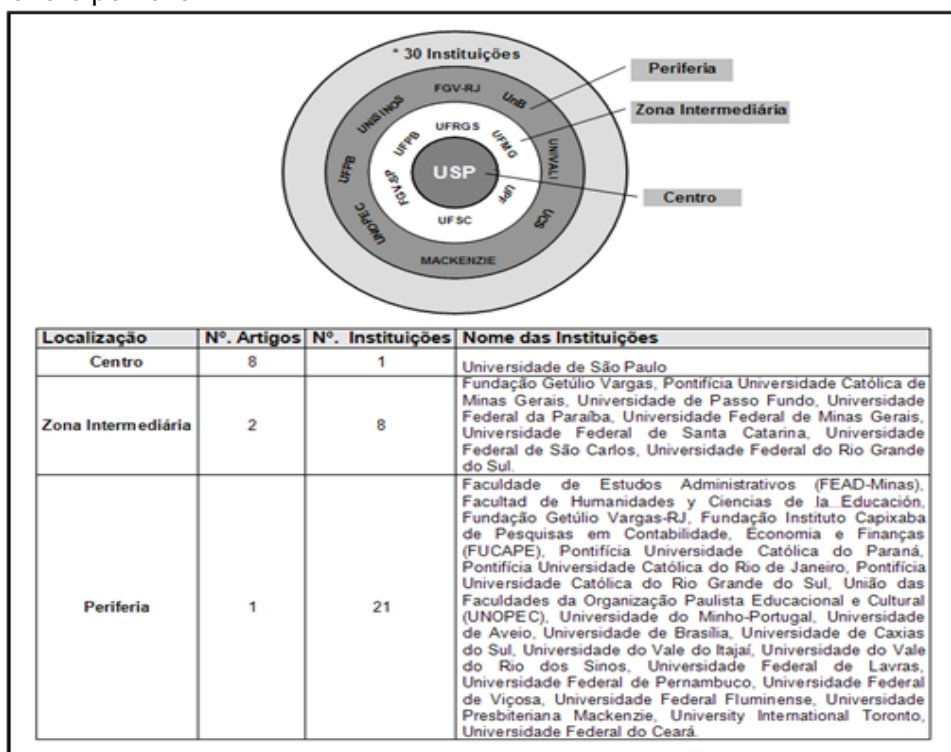 * 30 Instituições
Periferia
FGV-RJ
UnB
UNISINOS
Zona Intermediária
UFRGS
UFPB
UFMG
UNIVALI
UFPB
USP
FGV-SP
UPF
Centro
UCS
UNOPEC
UFSC
MACKENZIE
Localização Nº. Artigos Nº. Instituições Nome das Instituições
Centro 8 1 Universidade de São Paulo
Zona Intermediária 2 8 Fundação Getúlio Vargas, Pontifícia Universidade Católica de
Minas Gerais, Universidade de Passo Fundo, Universidade
Federal da Paraíba, Universidade Federal de Minas Gerais,
Universidade Federal de Santa Catarina, Universidade
Federal de São Carlos, Universidade Federal do Rio Grande
do Sul.
Periferia 1 21 Faculdade de Estudos Administrativos (FEAD-Minas),
Facultad de Humanidades y Ciencias de la Educación,
Fundação Getúlio Vargas-RJ, Fundação Instituto Capixaba
de Pesquisas em Contabilidade, Economia e Finanças
(FUCAPE), Pontifícia Universidade Católica do Paraná,
Pontifícia Universidade Católica do Rio de Janeiro, Pontifícia
Universidade Católica do Rio Grande do Sul, União das
Faculdades da Organização Paulista Educacional e Cultural
(UNOPEC), Universidade do Minho-Portugal, Universidade
de Aveio, Universidade de Brasília, Universidade de Caxias
do Sul, Universidade do Vale do Itajaí, Universidade do Vale
do Rio dos Sinos, Universidade Federal de Lavras,
Universidade Federal de Pernambuco, Universidade Federal
de Viçosa, Universidade Federal Fluminense, Universidade
Presbiteriana Mackenzie, University International Toronto,
Universidade Federal do Ceará.